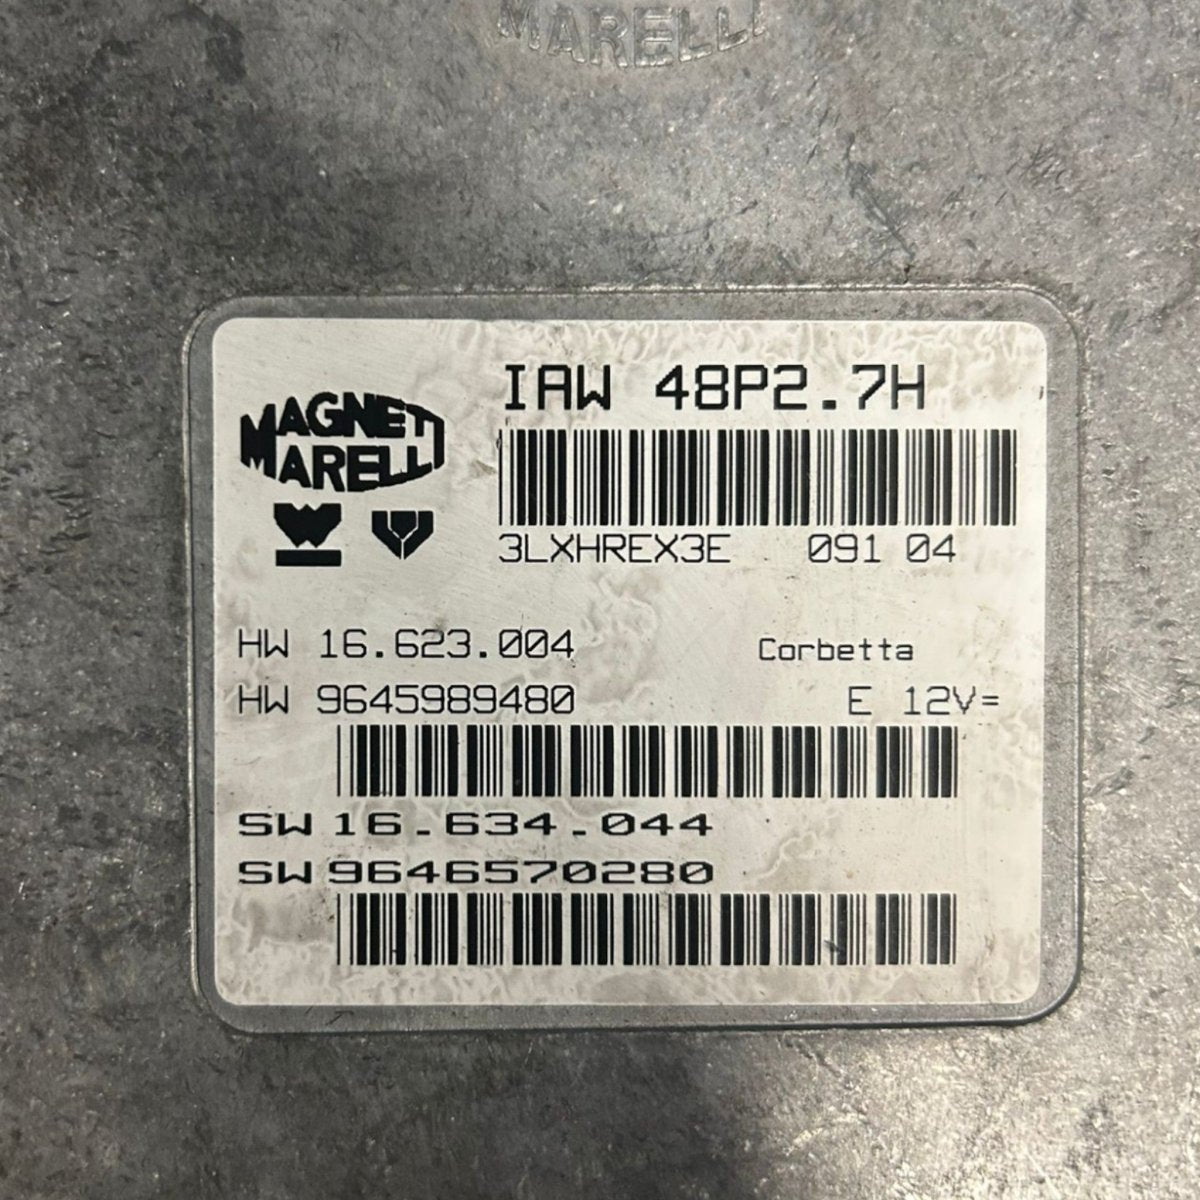 MARELLI
IAW 48P2.7H
MAGNETI
MARELLI
3LXHREX3E 091 04
HW 16.623.004 Corbetta
HW 9645989480 E 12V=
SW 16.634.044
SW 9646570280